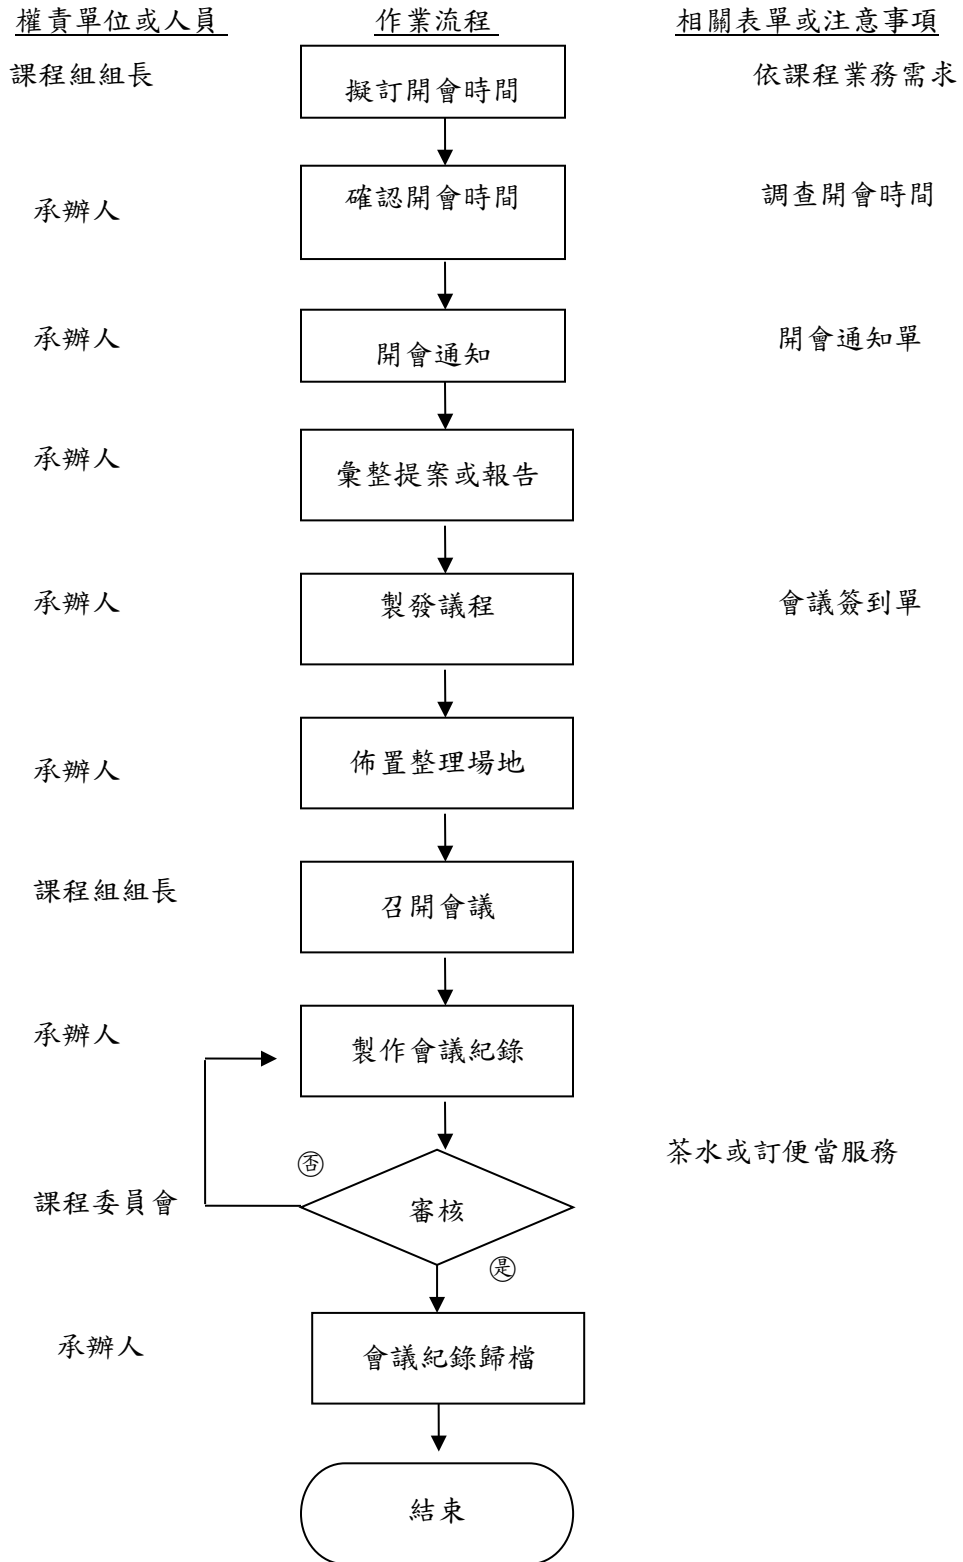 權責單位或人員 作業流程 相關表單或注意事項
課程組組長 擬訂開會時間 依課程業務需求
承辦人 確認開會時間 調查開會時間
承辦人 開會通知 開會通知單
承辦人 彙整提案或報告
承辦人 製發議程 會議簽到單
承辦人 佈置整理場地
課程組組長 召開會議
承辦人 製作會議紀錄
否 茶水或訂便當服務
課程委員會 審核
是
承辦人 會議紀錄歸檔
結束